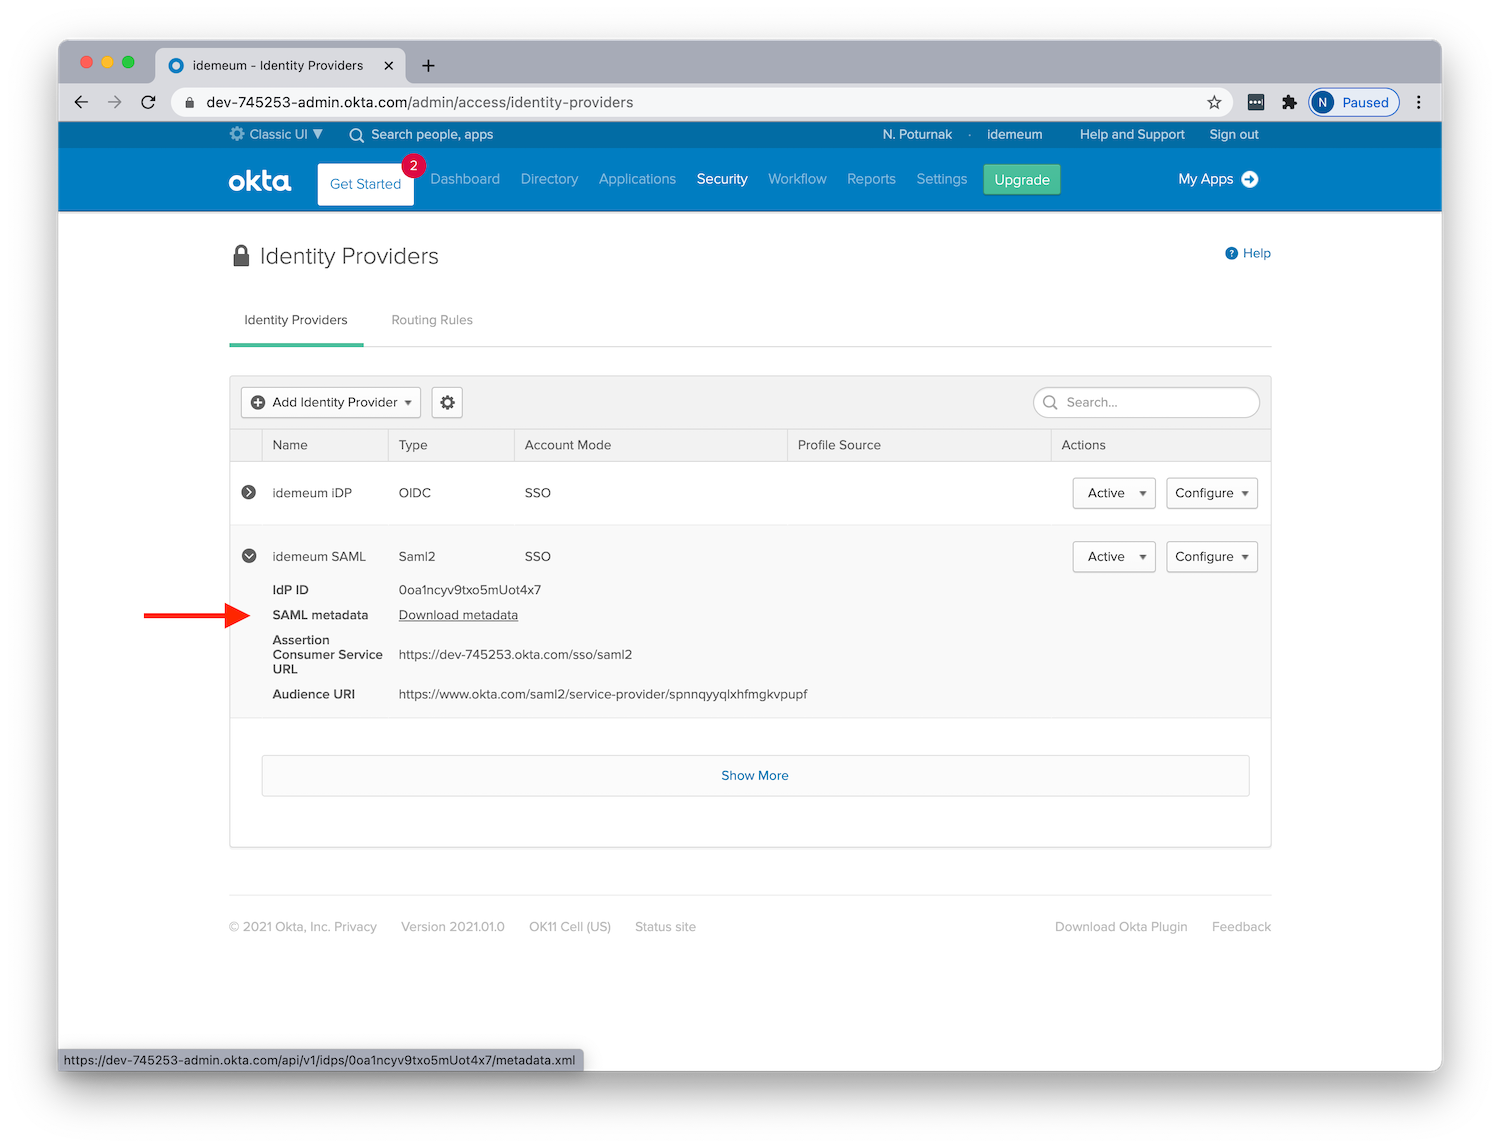 idemeum - Identity Providers
dev-745253-admin.okta.com/admin/access/identity-providers
N Paused
Classic UI
Search people, apps
N. Poturnak · idemeum
Help and Support
Sign out
okta
Get Started
2
Dashboard
Directory
Applications
Security
Workflow
Reports
Settings
Upgrade
My Apps
Identity Providers
Help
Identity Providers
Routing Rules
Add Identity Provider
Search...
Name Type Account Mode Profile Source Actions
idemeum iDP OIDC SSO Active Configure
idemeum SAML Saml2 SSO Active Configure
IdP ID 0oa1ncyv9txo5mUot4x7
SAML metadata Download metadata
Assertion
Consumer Service https://dev-745253.okta.com/sso/saml2
URL
Audience URI https://www.okta.com/saml2/service-provider/spnnqyyqlxhfmgkvpupf
Show More
© 2021 Okta, Inc. Privacy Version 2021.01.0 OK11 Cell (US) Status site Download Okta Plugin Feedback
https://dev-745253-admin.okta.com/api/v1/idps/0oa1ncyv9txo5mUot4x7/metadata.xml